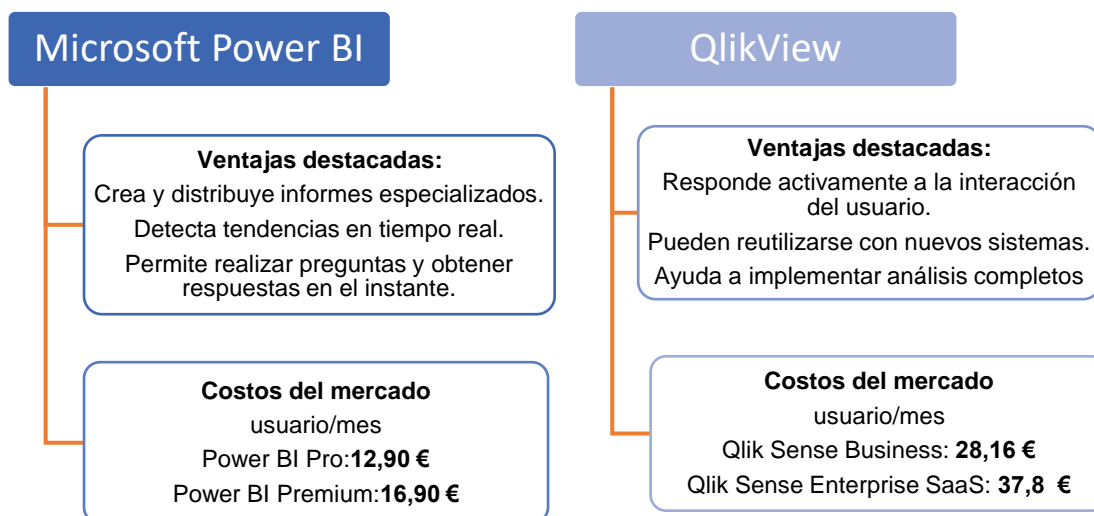 Microsoft Power BI
Ventajas destacadas:
Crea y distribuye informes especializados.
Detecta tendencias en tiempo real.
Permite realizar preguntas y obtener
respuestas en el instante.
Costos del mercado
usuario/mes
Power BI Pro:12,90 €
Power BI Premium:16,90 €
QlikView
Ventajas destacadas:
Responde activamente a la interacción
del usuario.
Pueden reutilizarse con nuevos sistemas.
Ayuda a implementar análisis completos
Costos del mercado
usuario/mes
Qlik Sense Business: 28,16 €
Qlik Sense Enterprise SaaS: 37,8 €